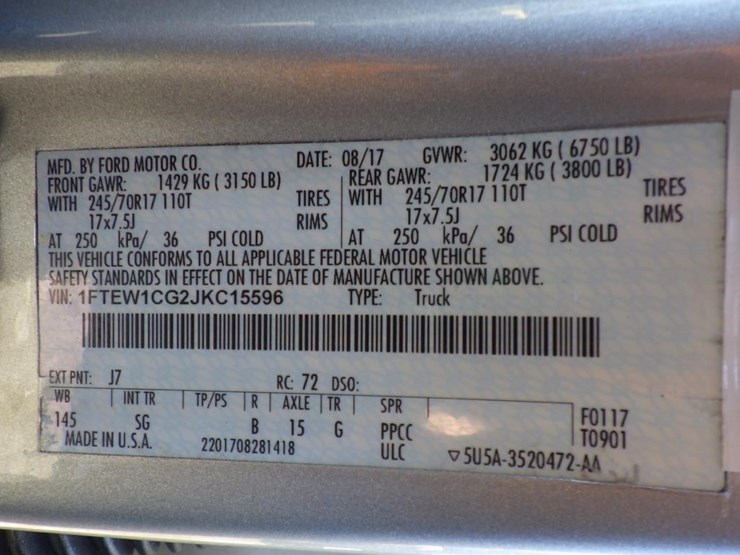 MFD. BY FORD MOTOR CO. DATE: 08/17 GVWR: 3062 KG ( 6750 LB)
FRONT GAWR: 1429 KG ( 3150 LB) REAR GAWR: 1724 KG ( 3800 LB)
WITH 245/70R17 110T TIRES WITH 245/70R17 110T TIRES
17x7.5J RIMS 17x7.5J RIMS
AT 250 kPa/ 36 PSI COLD AT 250 kPa/ 36 PSI COLD
THIS VEHICLE CONFORMS TO ALL APPLICABLE FEDERAL MOTOR VEHICLE
SAFETY STANDARDS IN EFFECT ON THE DATE OF MANUFACTURE SHOWN ABOVE.
VIN: 1FTEW1CG2JKC15596 TYPE: Truck
EXT PNT: J7 RC: 72 DSO:
WB INT TR TP/PS R AXLE TR SPR
145 SG B 15 G PPCC F0117
MADE IN U.S.A. 2201708281418 ULC T0901
▽5U5A-3520472-AA